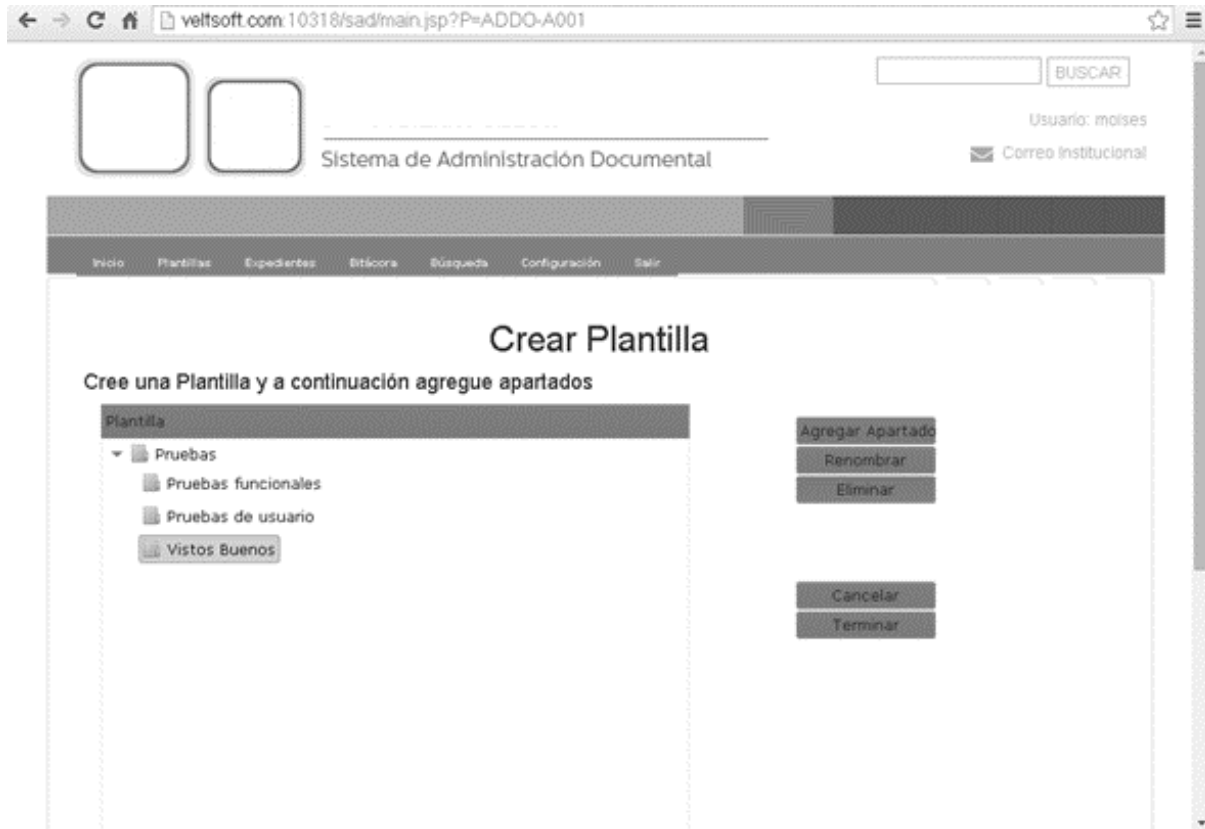 veltsoft.com:10318/sad/main.jsp?P=ADDO-A001
BUSCAR
Usuario: moises
Sistema de Administración Documental
Correo Institucional
Inicio Plantillas Expedientes Bitácora Búsqueda Configuración Salir
Crear Plantilla
Cree una Plantilla y a continuación agregue apartados
Plantilla
Agregar Apartado
Pruebas
Renombrar
Pruebas funcionales
Eliminar
Pruebas de usuario
Vistos Buenos
Cancelar
Terminar